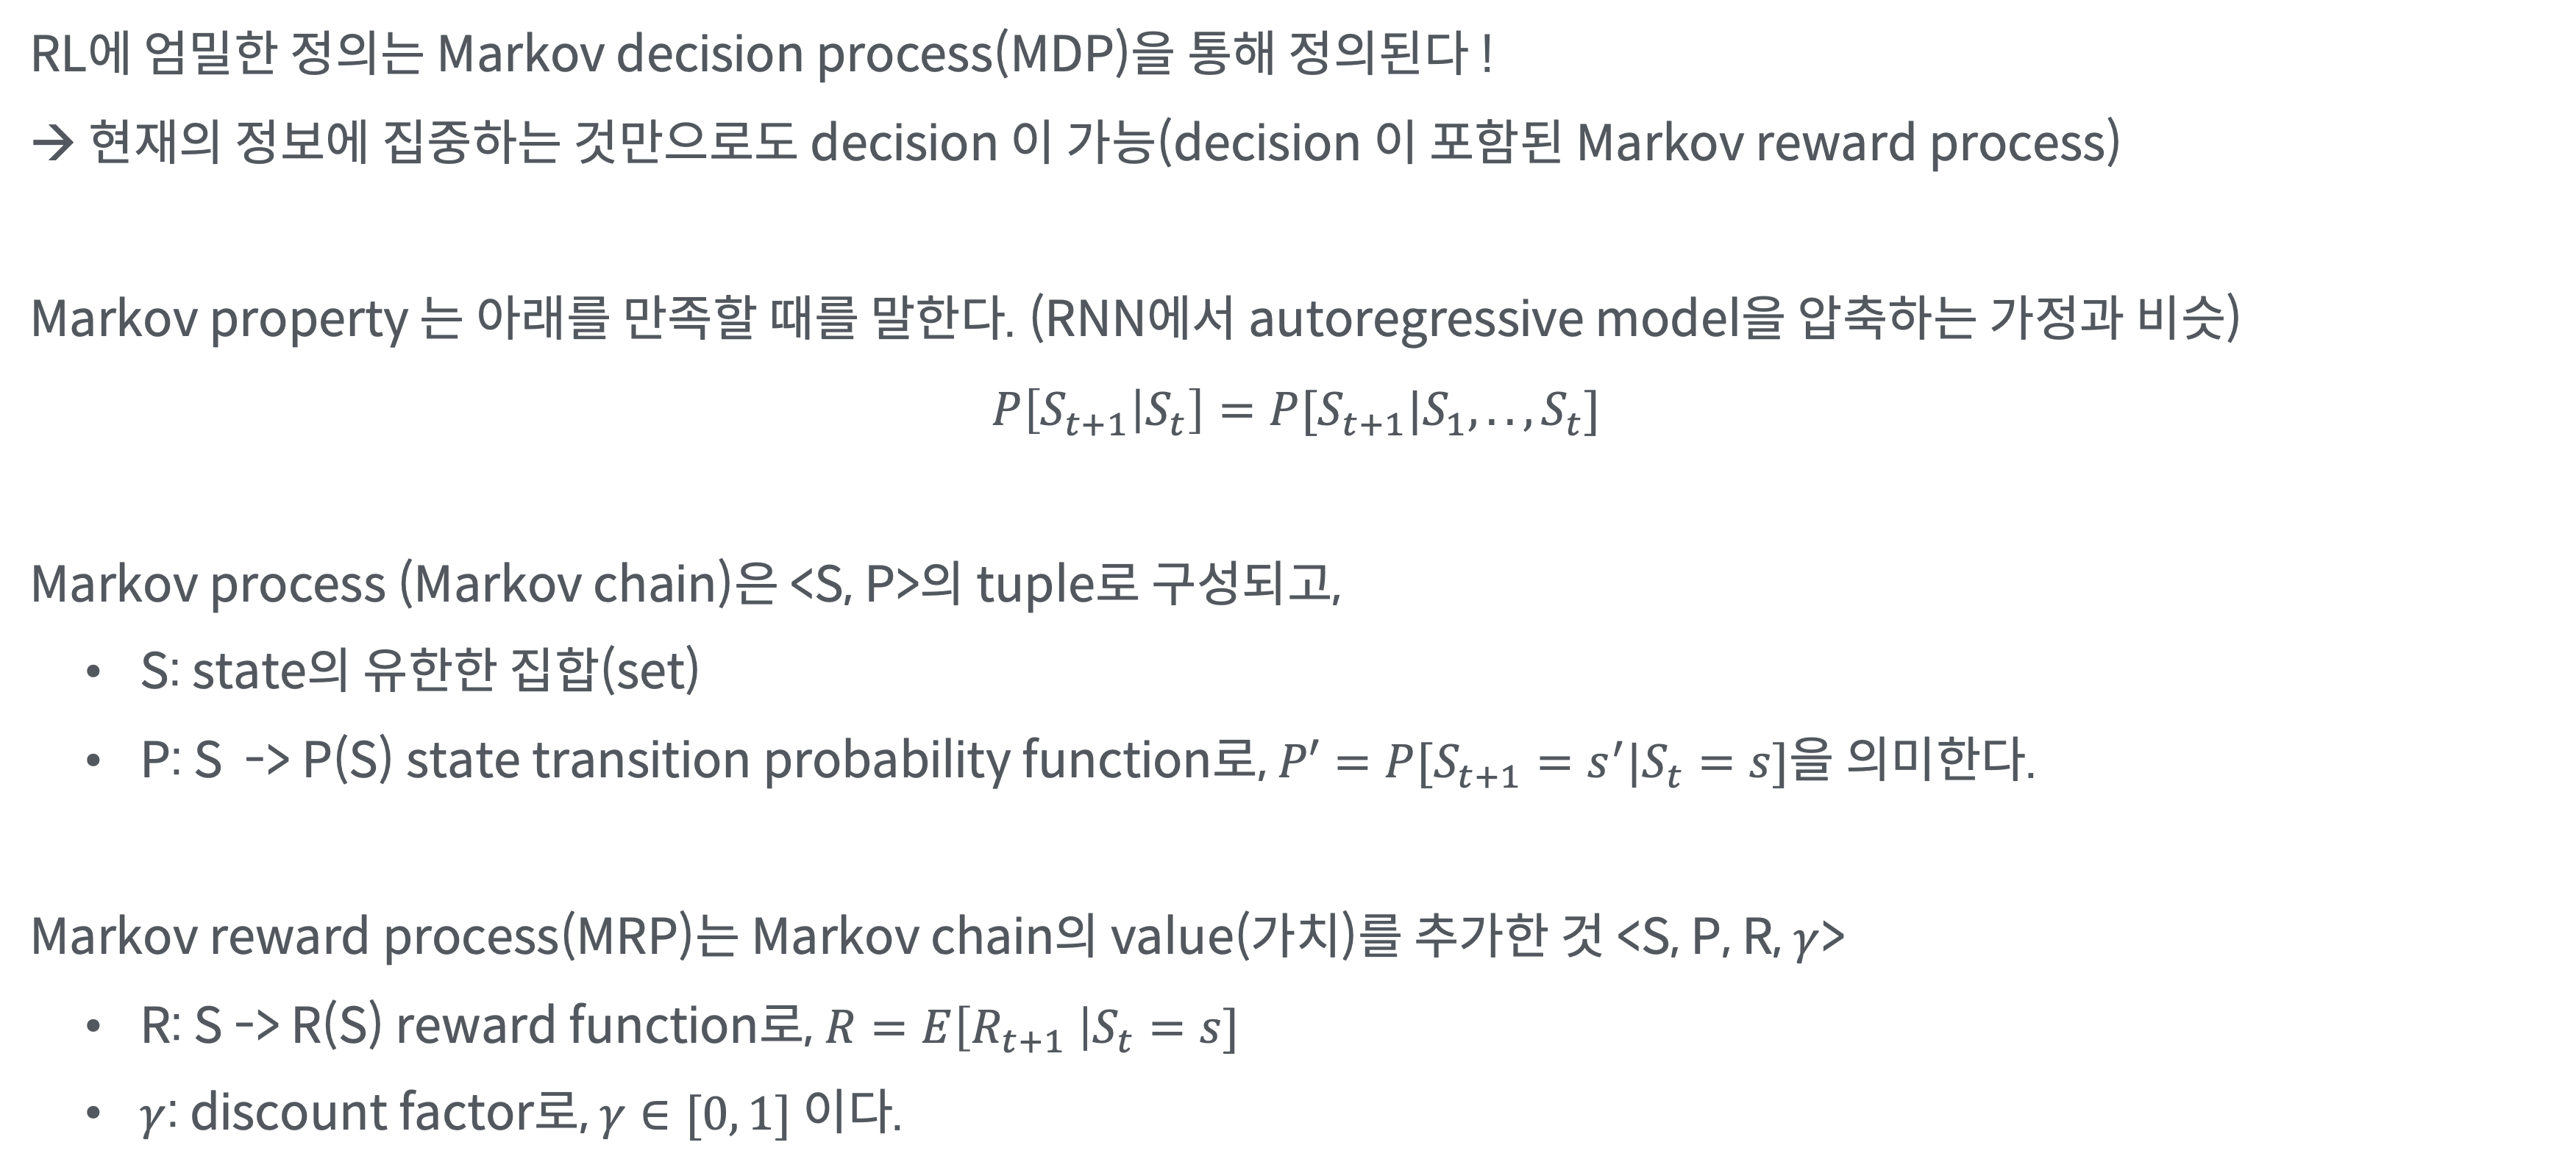 RL에 엄밀한 정의는 Markov decision process(MDP)을 통해 정의된다 !
→ 현재의 정보에 집중하는 것만으로도 decision 이 가능(decision 이 포함된 Markov reward process)
Markov property 는 아래를 만족할 때를 말한다. (RNN에서 autoregressive model을 압축하는 가정과 비슷)
P[S_{t+1}|S_t] = P[S_{t+1}|S_1,..,S_t]
Markov process (Markov chain)은 <S, P>의 tuple로 구성되고,
• S: state의 유한한 집합(set)
• P: S -> P(S) state transition probability function로, P′ = P[S_{t+1} = s′|S_t = s]을 의미한다.
Markov reward process(MRP)는 Markov chain의 value(가치)를 추가한 것 <S, P, R, γ>
• R: S -> R(S) reward function로, R = E[R_{t+1} |S_t = s]
• γ: discount factor로, γ ∈ [0, 1] 이다.